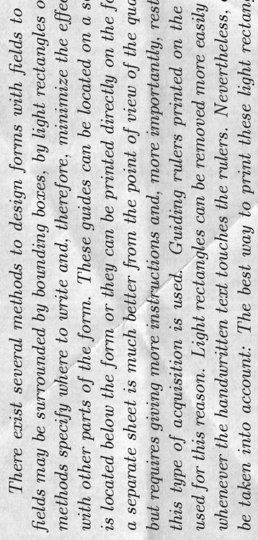 There exist several methods to design forms with fields to
fields may be surrounded by bounding boxes, by light rectangles o
methods specify where to write and, therefore, minimize the effec
with other parts of the form. These guides can be located on a s
is located below the form or they can be printed directly on the fo
a separate sheet is much better from the point of view of the qua
but requires giving more instructions and, more importantly, rest
this type of acquisition is used. Guiding rulers printed on the
used for this reason. Light rectangles can be removed more easily
whenever the handwritten text touches the rulers. Nevertheless,
be taken into account: The best way to print these light rectang